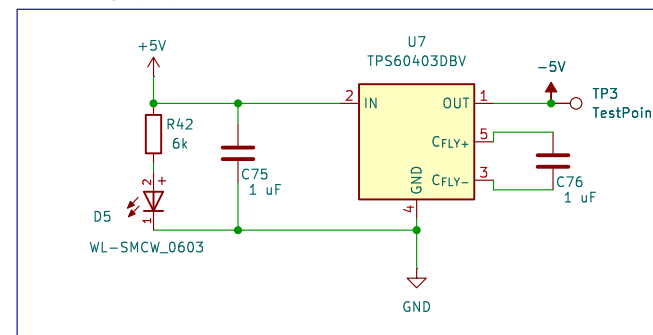 U7
TPS60403DBV
+5V
-5V
TP3
TestPoin
2
IN
OUT
1
R42
6k
CFLY+
5
C75
1 uF
2
+
GND
CFLY-
3
C76
1 uF
D5
1
4
WL-SMCW_0603
GND